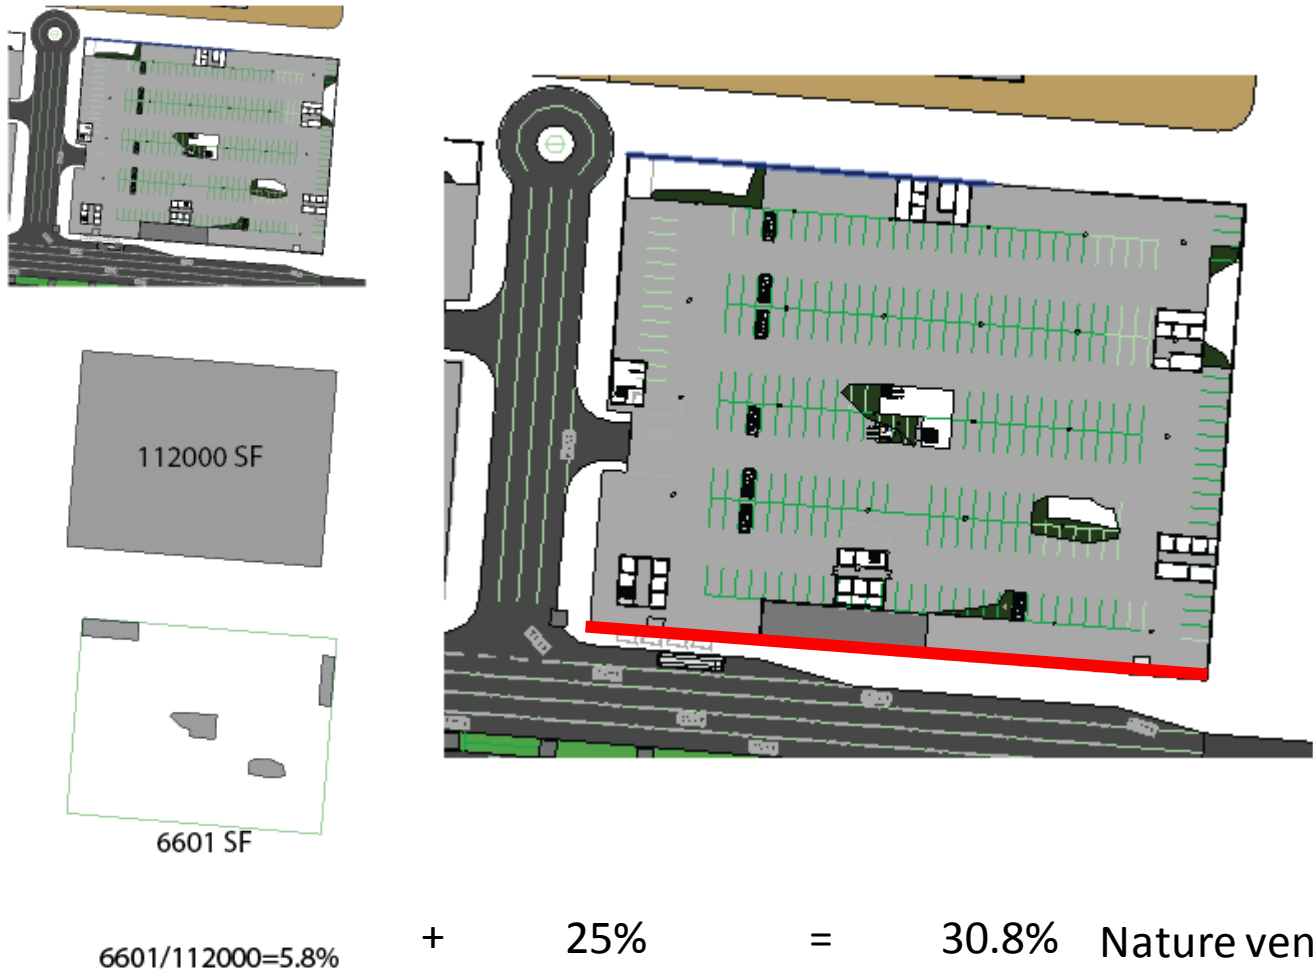 112000 SF
6601 SF
6601/112000=5.8% + 25% = 30.8% Nature ven